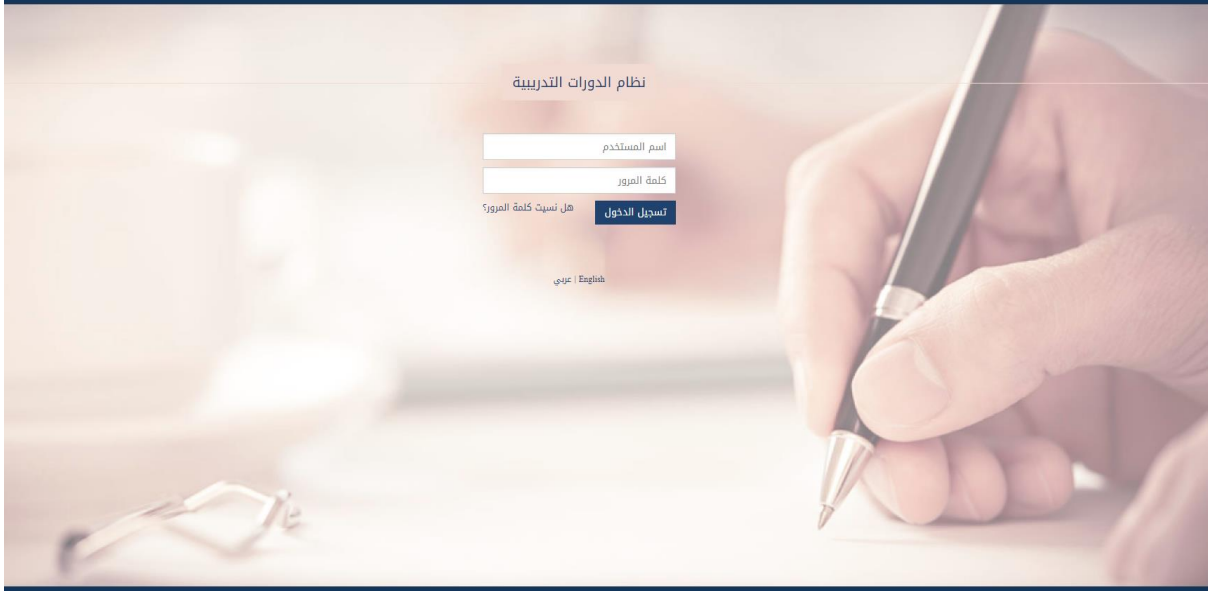 نظام الدورات التدريبية
اسم المستخدم
كلمة المرور
تسجيل الدخول هل نسيت كلمة المرور؟
English | عربي